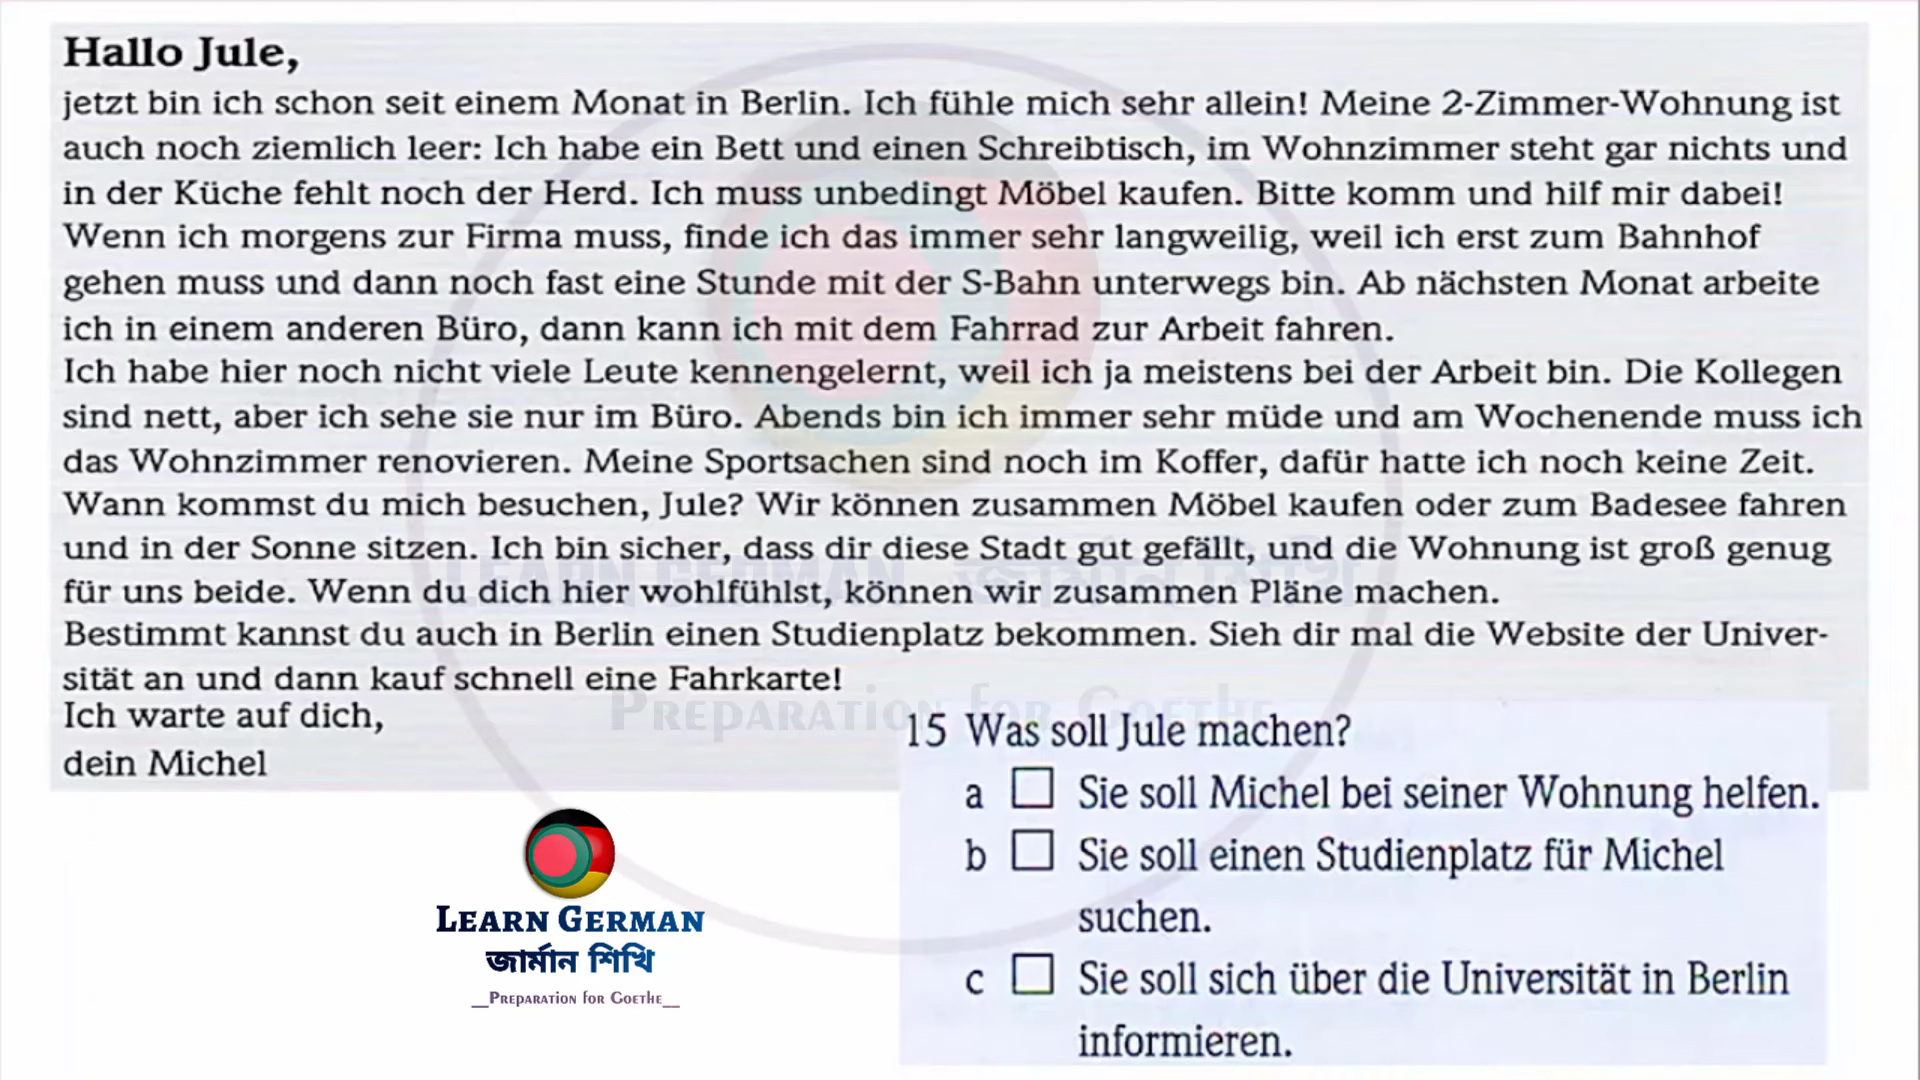 Hallo Jule,
jetzt bin ich schon seit einem Monat in Berlin. Ich fühle mich sehr allein! Meine 2-Zimmer-Wohnung ist
auch noch ziemlich leer: Ich habe ein Bett und einen Schreibtisch, im Wohnzimmer steht gar nichts und
in der Küche fehlt noch der Herd. Ich muss unbedingt Möbel kaufen. Bitte komm und hilf mir dabei!
Wenn ich morgens zur Firma muss, finde ich das immer sehr langweilig, weil ich erst zum Bahnhof
gehen muss und dann noch fast eine Stunde mit der S-Bahn unterwegs bin. Ab nächsten Monat arbeite
ich in einem anderen Büro, dann kann ich mit dem Fahrrad zur Arbeit fahren.
Ich habe hier noch nicht viele Leute kennengelernt, weil ich ja meistens bei der Arbeit bin. Die Kollegen
sind nett, aber ich sehe sie nur im Büro. Abends bin ich immer sehr müde und am Wochenende muss ich
das Wohnzimmer renovieren. Meine Sportsachen sind noch im Koffer, dafür hatte ich noch keine Zeit.
Wann kommst du mich besuchen, Jule? Wir können zusammen Möbel kaufen oder zum Badesee fahren
und in der Sonne sitzen. Ich bin sicher, dass dir diese Stadt gut gefällt, und die Wohnung ist groß genug
für uns beide. Wenn du dich hier wohlfühlst, können wir zusammen Pläne machen.
Bestimmt kannst du auch in Berlin einen Studienplatz bekommen. Sieh dir mal die Website der Univer-
sität an und dann kauf schnell eine Fahrkarte!
Ich warte auf dich,
dein Michel
15 Was soll Jule machen?
a Sie soll Michel bei seiner Wohnung helfen.
b Sie soll einen Studienplatz für Michel
suchen.
c Sie soll sich über die Universität in Berlin
informieren.
LEARN GERMAN
জার্মান শিখি
__Preparation for Goethe__
LEARN GERMAN জার্মান শিখি
Preparation for Goethe